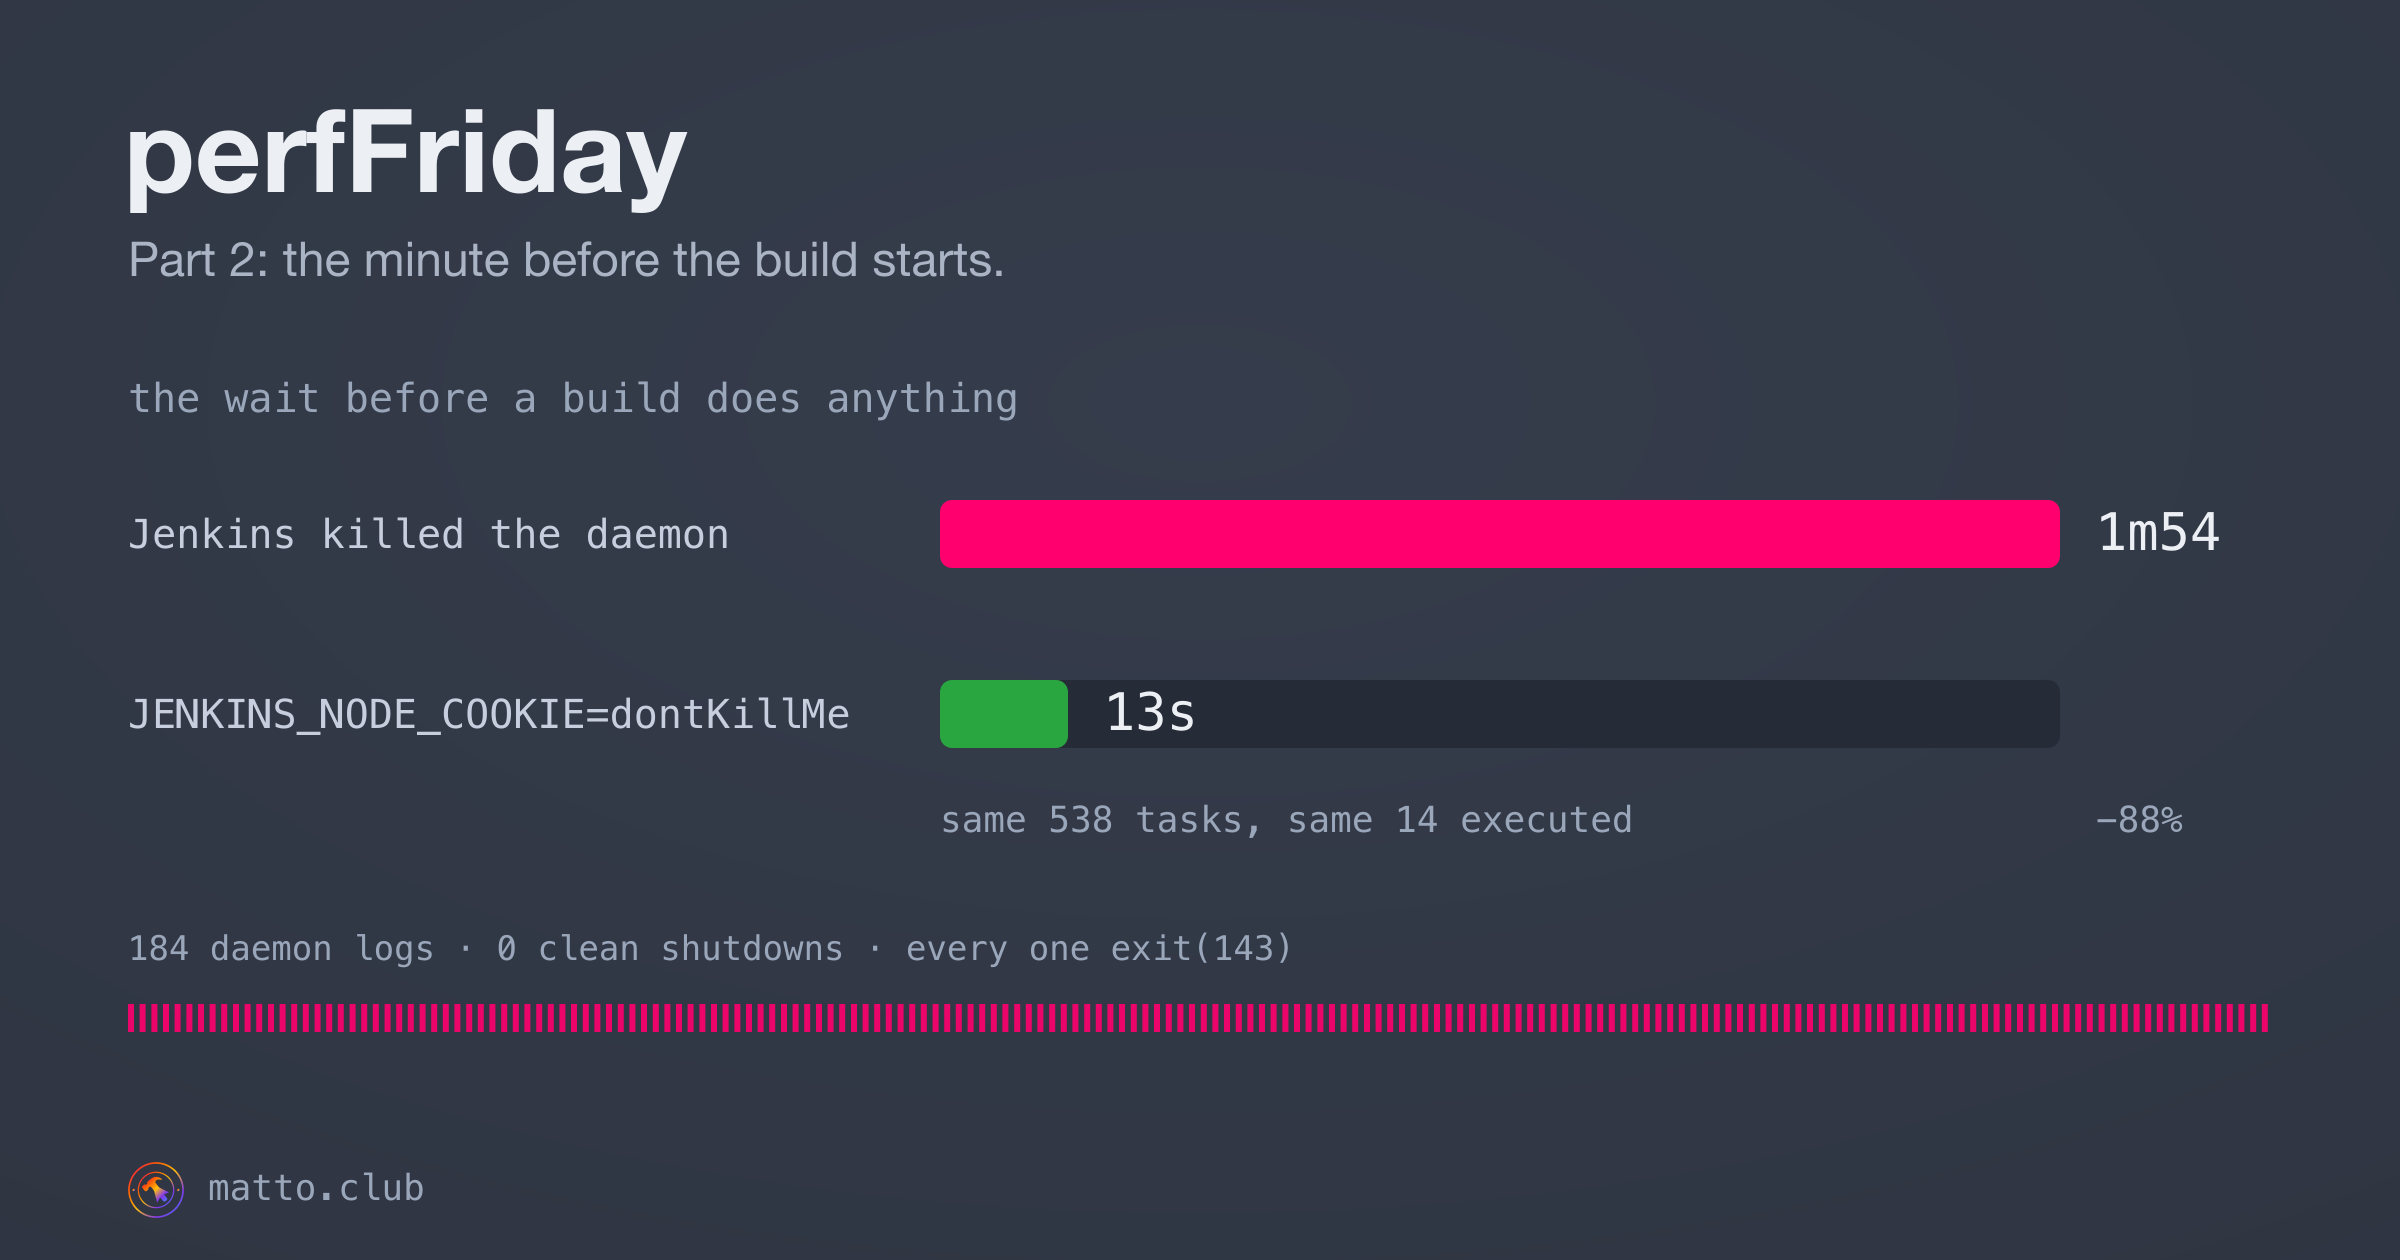 perfFriday
Part 2: the minute before the build starts.
the wait before a build does anything
Jenkins killed the daemon 1m54
JENKINS_NODE_COOKIE=dontKillMe 13s
same 538 tasks, same 14 executed −88%
184 daemon logs · 0 clean shutdowns · every one exit(143)
matto.club